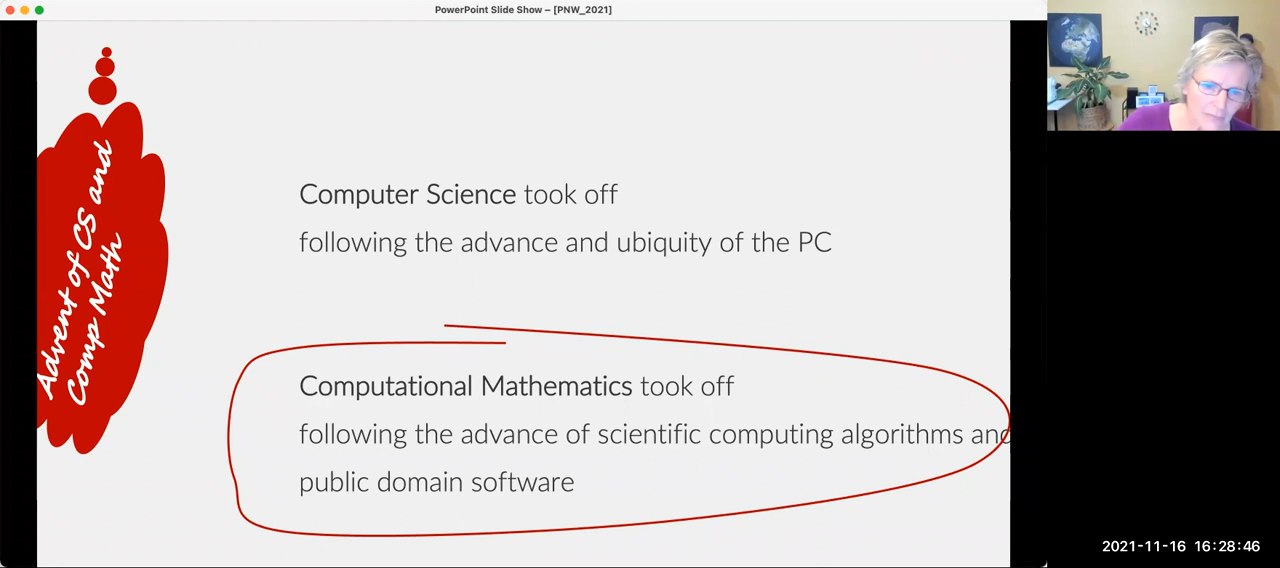 PowerPoint Slide Show – [PNW_2021]
Advent of CS and
Comp Math
Computer Science took off
following the advance and ubiquity of the PC
Computational Mathematics took off
following the advance of scientific computing algorithms and
public domain software
2021-11-16 16:28:46